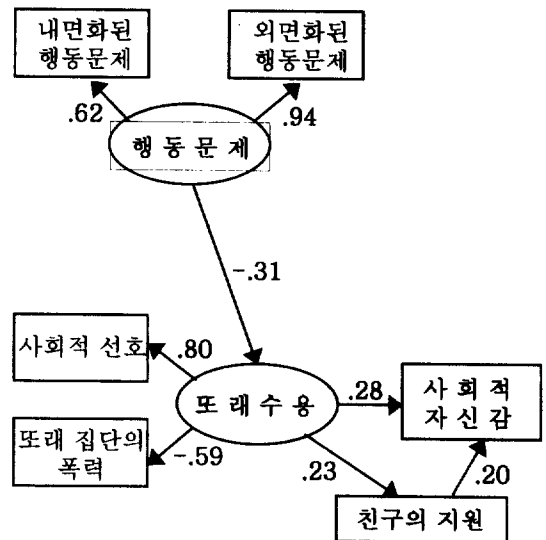 내면화된
행동문제
외면화된
행동문제
.62
.94
행 동 문 제
-.31
사회적 선호
.80
또 래 수 용
.28
사 회 적
자 신 감
또래 집단의
폭력
-.59
.23
.20
친구의 지원